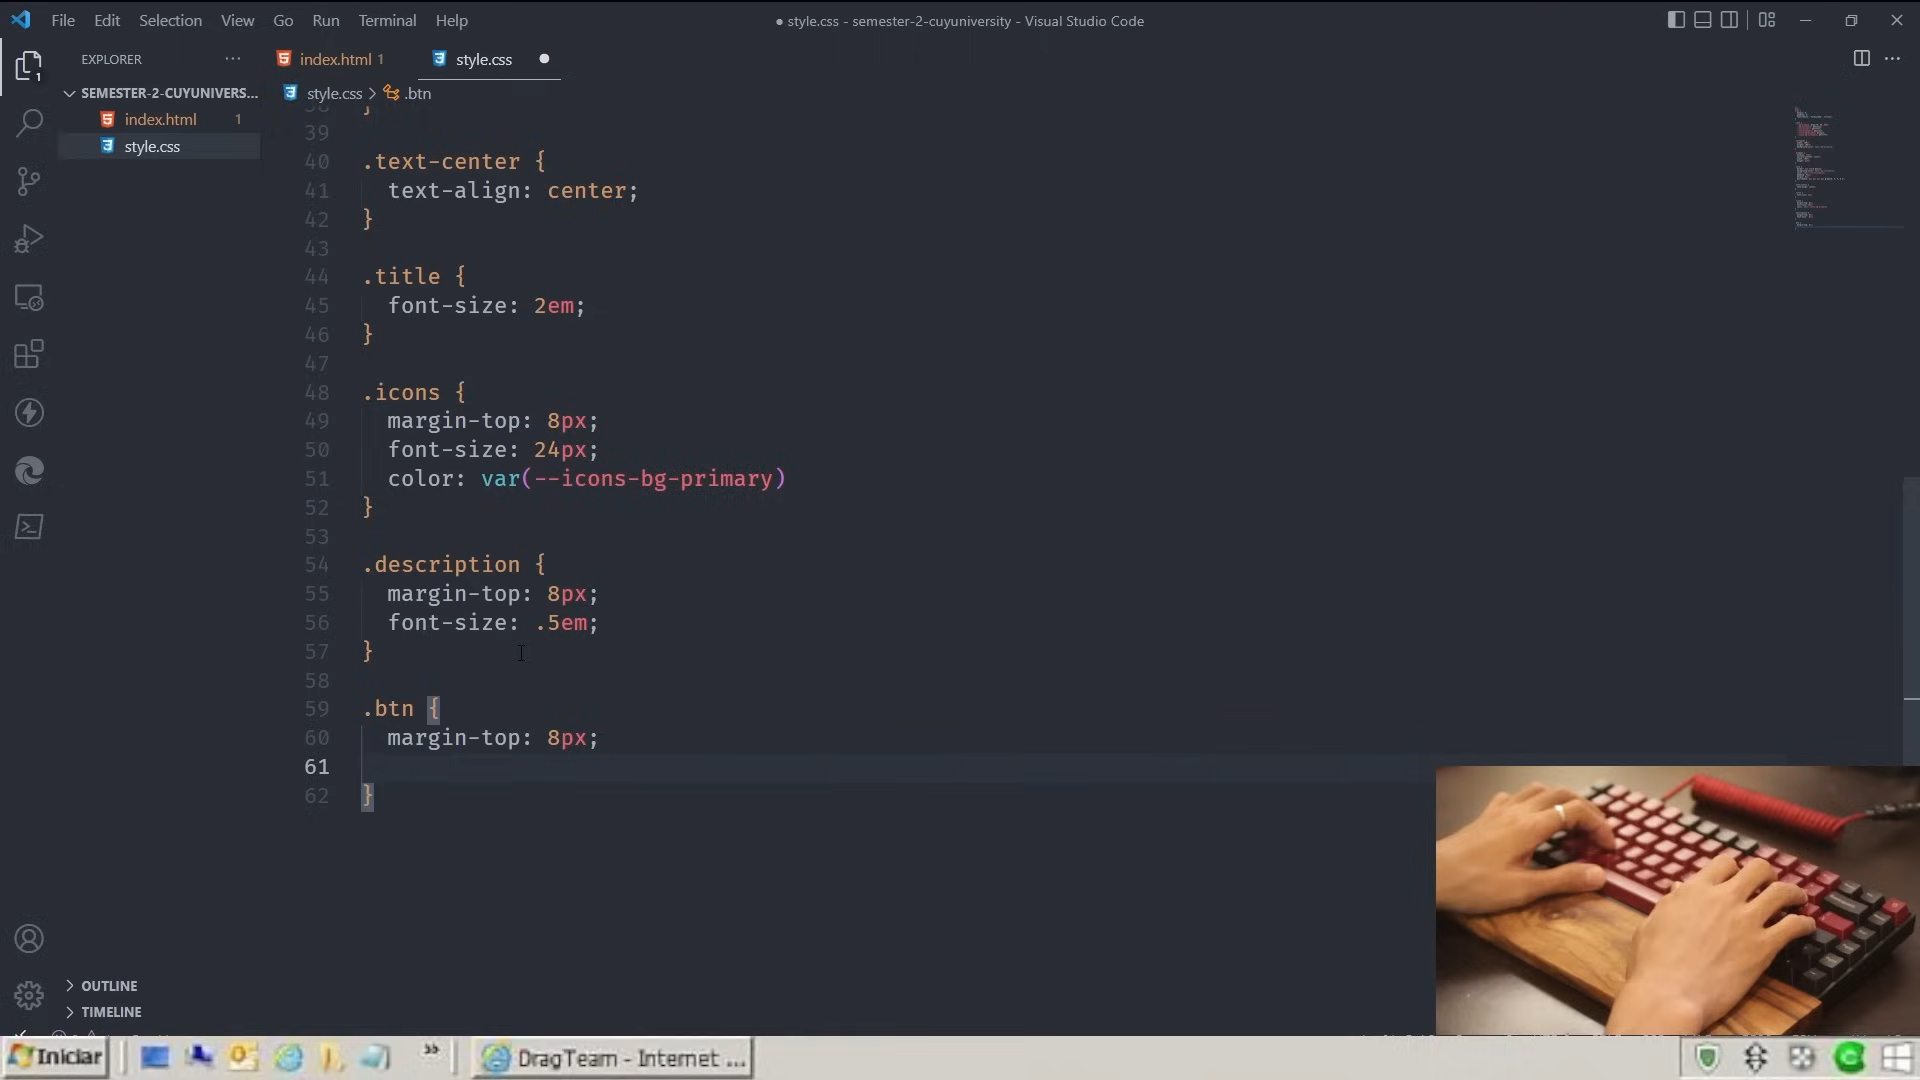 File Edit Selection View Go Run Terminal Help
● style.css - semester-2-cuyuniversity - Visual Studio Code
EXPLORER
index.html 1
style.css
SEMESTER-2-CUYUNIVERS...
style.css > .btn
1
index.html 1
style.css
38 }
39
40 .text-center {
41 text-align: center;
42 }
43
44 .title {
45 font-size: 2em;
46 }
47
48 .icons {
49 margin-top: 8px;
50 font-size: 24px;
51 color: var(--icons-bg-primary)
52 }
53
54 .description {
55 margin-top: 8px;
56 font-size: .5em;
57 }
58
59 .btn {
60 margin-top: 8px;
61
62 }
OUTLINE
TIMELINE
Iniciar
DragTeam - Internet ...